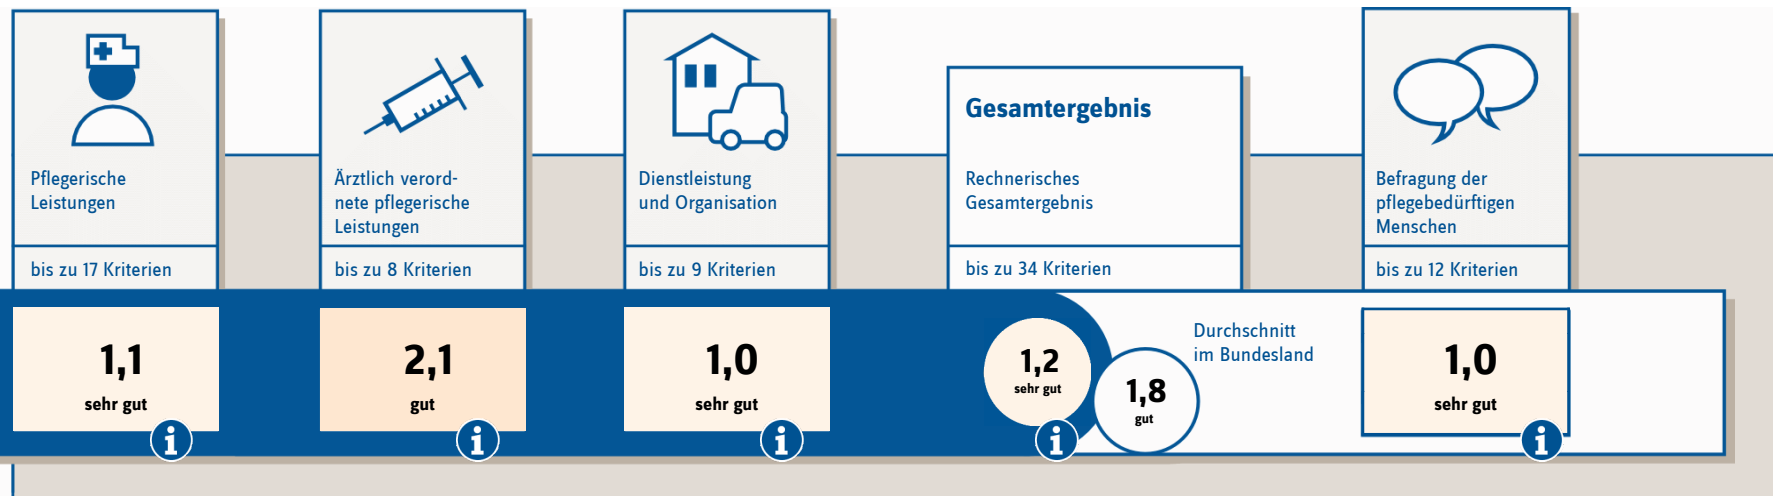 Pflegerische
Leistungen
bis zu 17 Kriterien
1,1
sehr gut
i
Ärztlich verord-
nete pflegerische
Leistungen
bis zu 8 Kriterien
2,1
gut
i
Dienstleistung
und Organisation
bis zu 9 Kriterien
1,0
sehr gut
i
Gesamtergebnis
Rechnerisches
Gesamtergebnis
bis zu 34 Kriterien
1,2
sehr gut
i
1,8
gut
Durchschnitt
im Bundesland
Befragung der
pflegebedürftigen
Menschen
bis zu 12 Kriterien
1,0
sehr gut
i